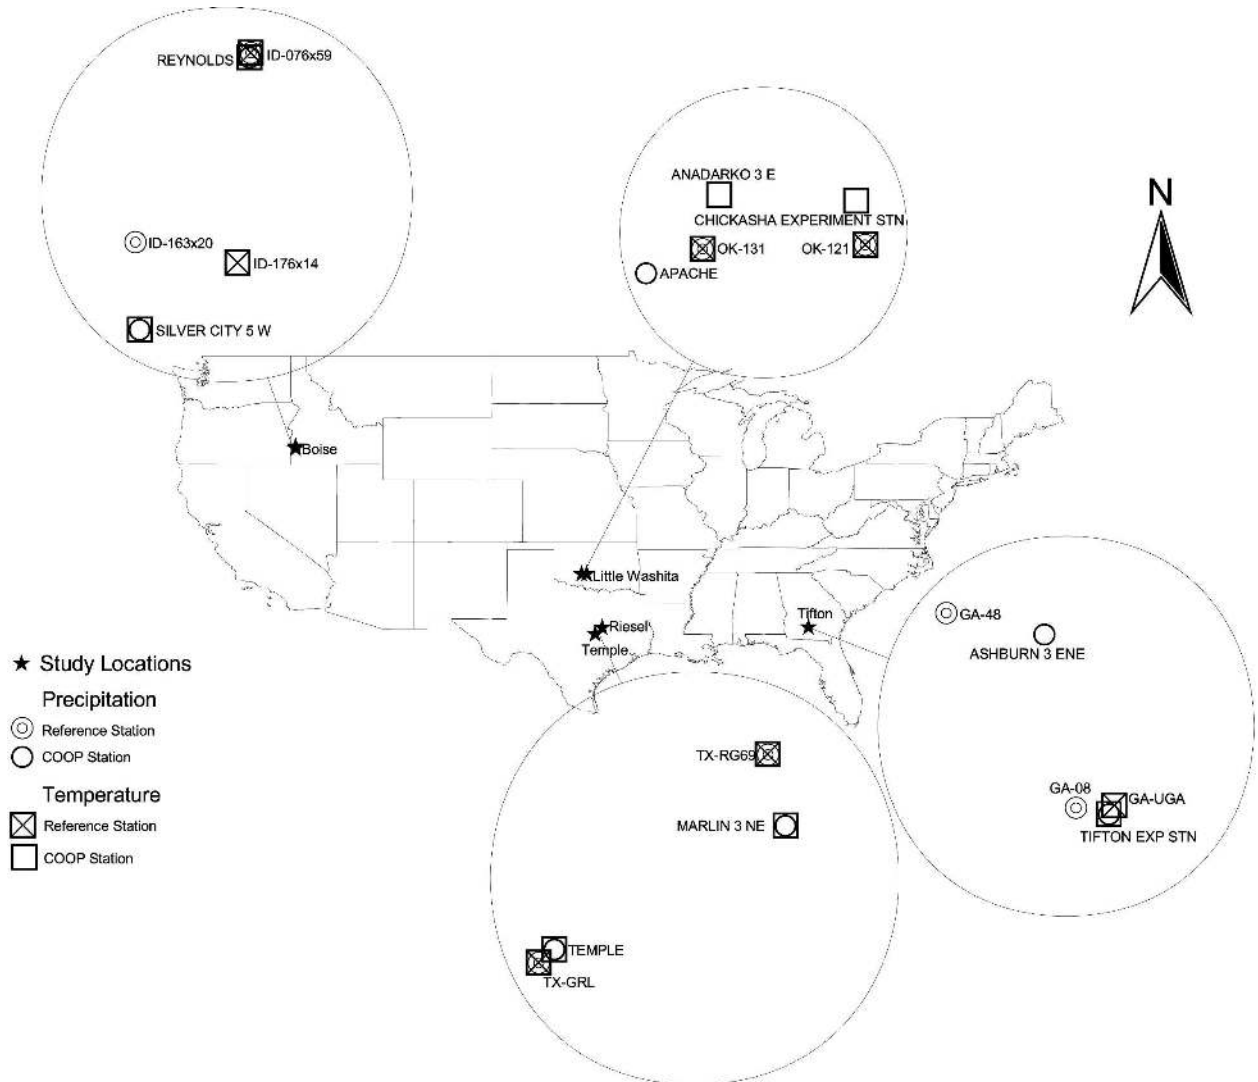 REYNOLDS
ID-076x59
ID-163x20
ID-176x14
SILVER CITY 5 W
ANADARKO 3 E
CHICKASHA EXPERIMENT STN
OK-131
OK-121
APACHE
N
Boise
Little Washita
Riesel
Temple
Tifton
GA-48
ASHBURN 3 ENE
GA-08
GA-UGA
TIFTON EXP STN
TX-RG69
MARLIN 3 NE
TEMPLE
TX-GRL
Study Locations
Precipitation
Reference Station
COOP Station
Temperature
Reference Station
COOP Station